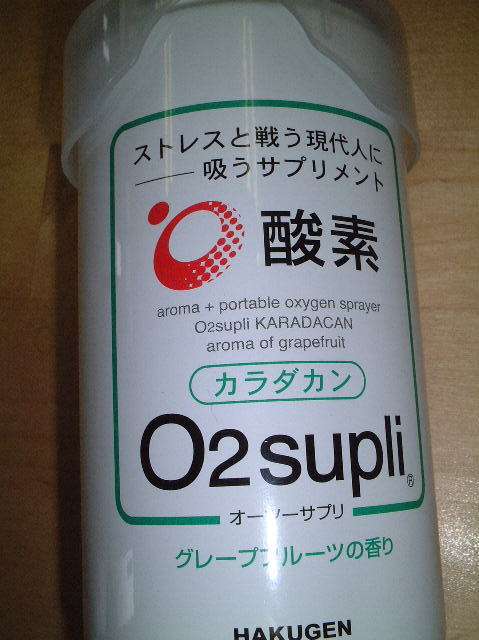 ストレスと戦う現代人に
吸うサプリメント
酸素
aroma + portable oxygen sprayer
O2supli KARADACAN
aroma of grapefruit
カラダカン
O2supli®
オーツーサプリ
グレープフルーツの香り
HAKUGEN